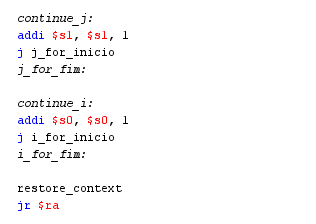 continue_j:
addi $s1, $s1, 1
j j_for_inicio
j_for_fim:
continue_i:
addi $s0, $s0, 1
j i_for_inicio
i_for_fim:
restore_context
jr $ra